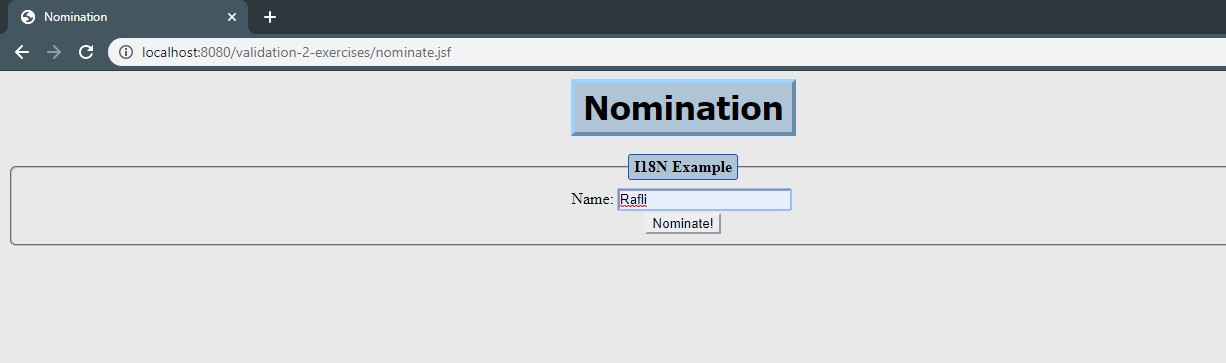 Nomination
localhost:8080/validation-2-exercises/nominate.jsf
Nomination
I18N Example
Name: Rafli
Nominate!